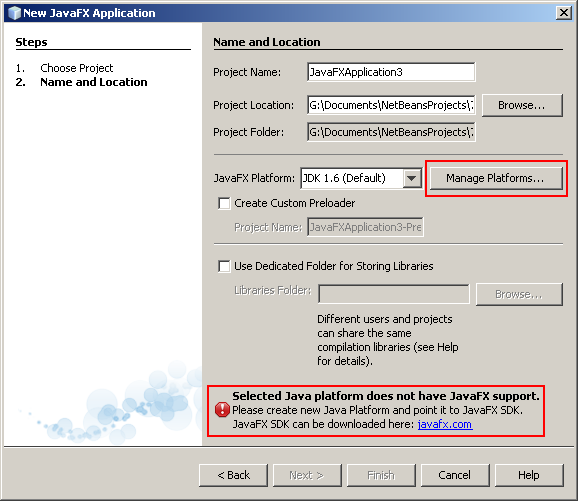 New JavaFX Application
Steps
1. Choose Project
2. Name and Location
Name and Location
Project Name: JavaFXApplication3
Project Location: G:\Documents\NetBeansProjects\ Browse...
Project Folder: G:\Documents\NetBeansProjects\
JavaFX Platform: JDK 1.6 (Default) Manage Platforms...
Create Custom Preloader
Project Name: JavaFXApplication3-Pre
Use Dedicated Folder for Storing Libraries
Libraries Folder: Browse...
Different users and projects
can share the same
compilation libraries (see Help
for details).
Selected Java platform does not have JavaFX support.
Please create new Java Platform and point it to JavaFX SDK.
JavaFX SDK can be downloaded here: javafx.com
< Back Next > Finish Cancel Help